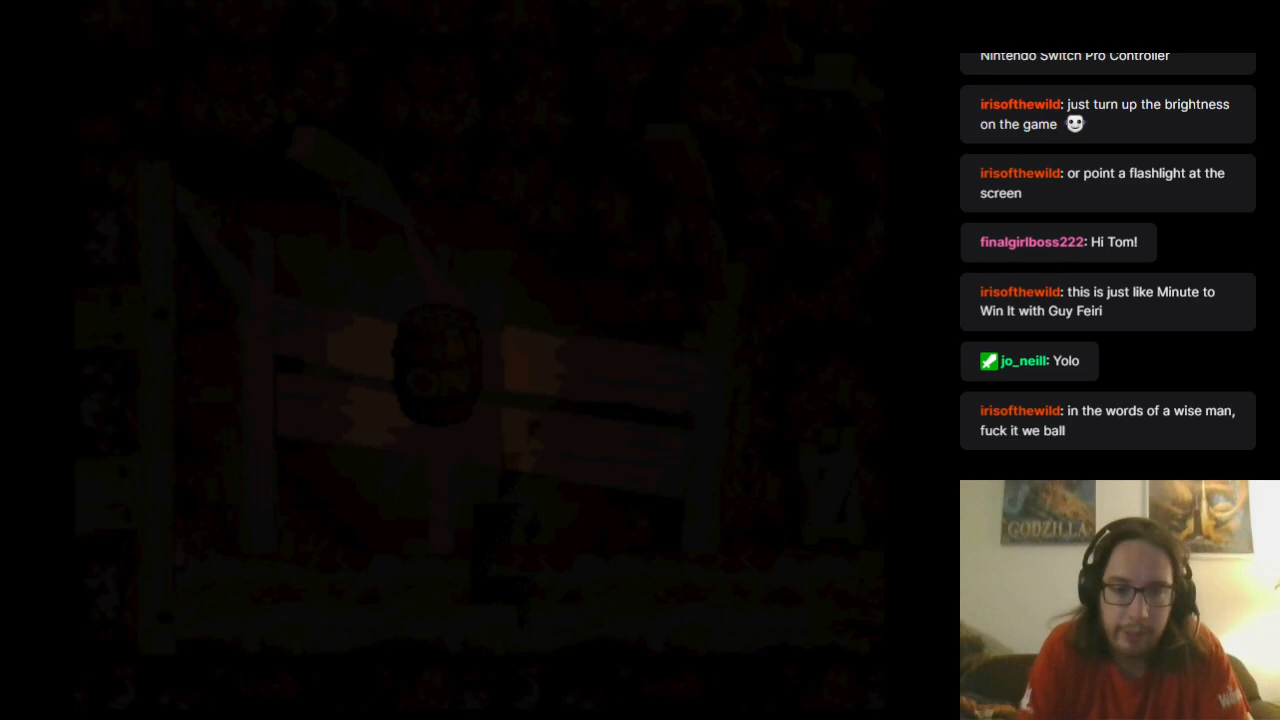 Nintendo Switch Pro Controller
irisofthewild: just turn up the brightness
on the game
irisofthewild: or point a flashlight at the
screen
finalgirlboss222: Hi Tom!
irisofthewild: this is just like Minute to
Win It with Guy Feiri
jo_neill: Yolo
irisofthewild: in the words of a wise man,
fuck it we ball
ON
GODZILLA